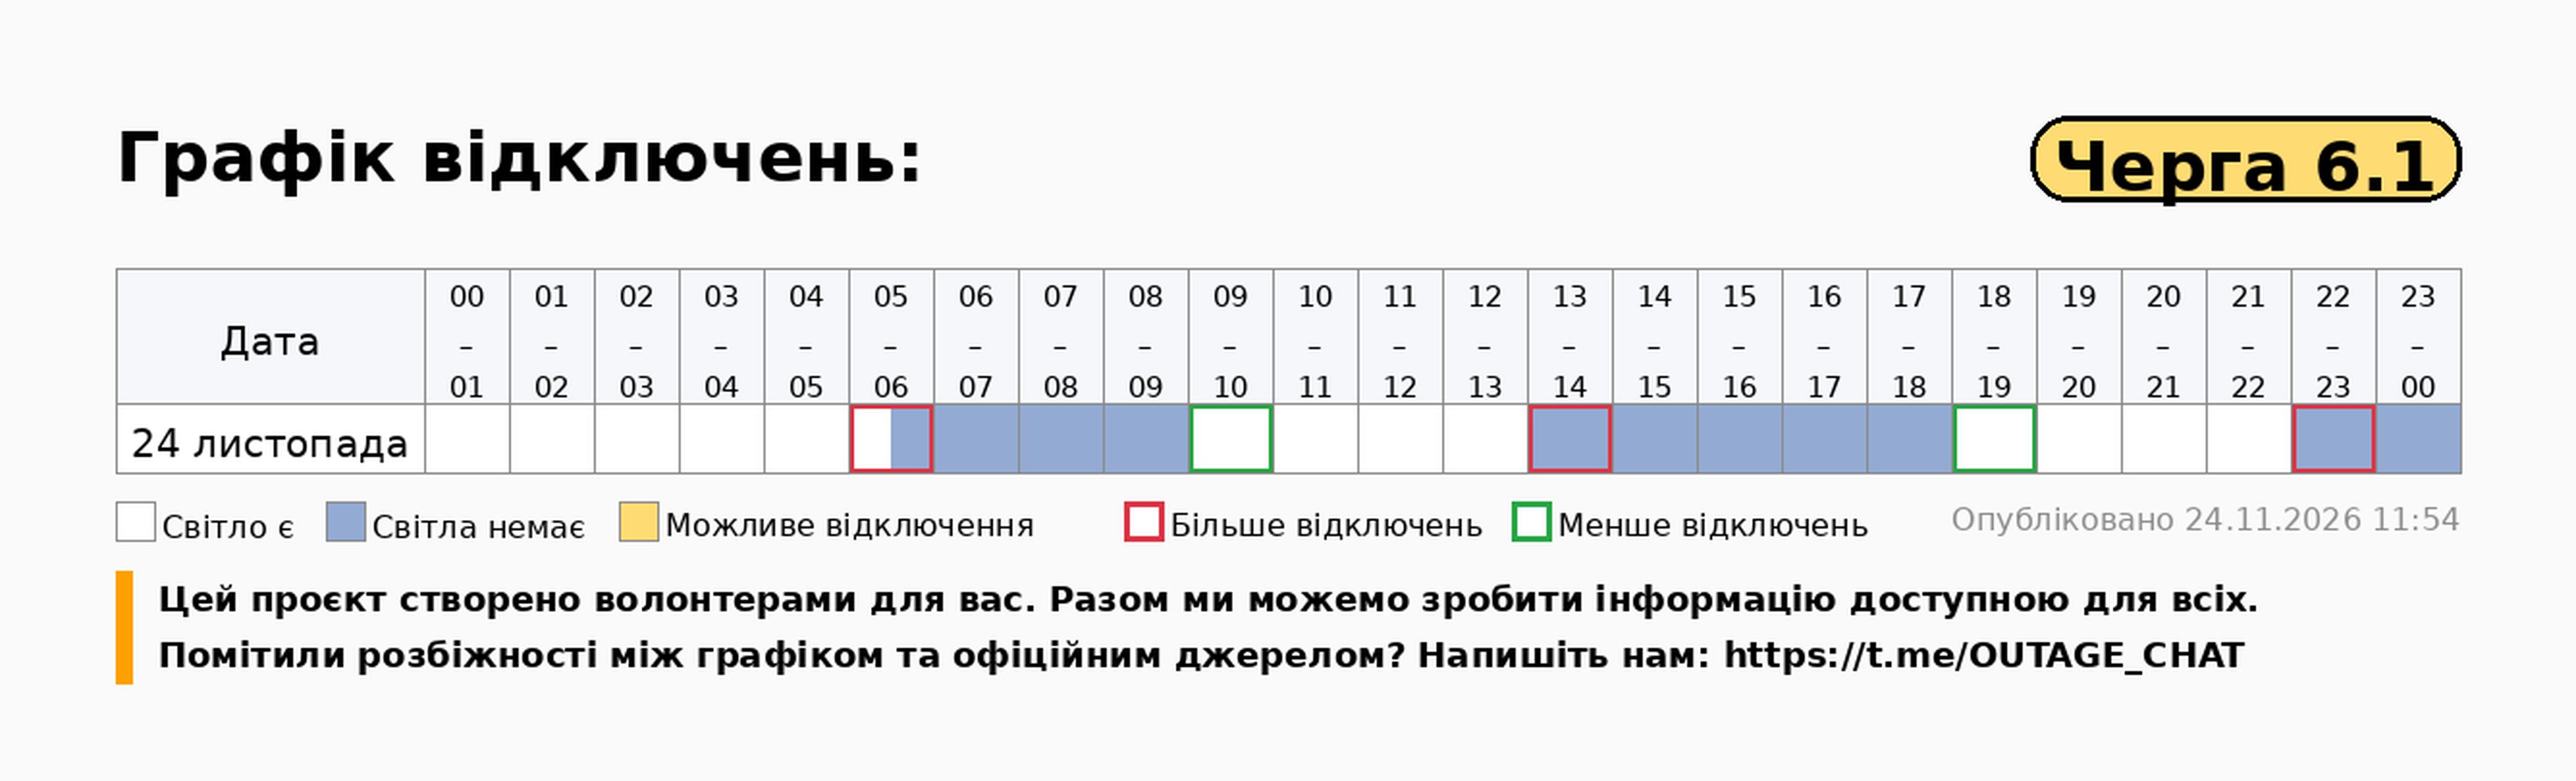 Графік відключень:
Черга 6.1
Дата
00 – 01
01 – 02
02 – 03
03 – 04
04 – 05
05 – 06
06 – 07
07 – 08
08 – 09
09 – 10
10 – 11
11 – 12
12 – 13
13 – 14
14 – 15
15 – 16
16 – 17
17 – 18
18 – 19
19 – 20
20 – 21
21 – 22
22 – 23
23 – 00
24 листопада
Світло є
Світла немає
Можливе відключення
Більше відключень
Менше відключень
Опубліковано 24.11.2026 11:54
Цей проєкт створено волонтерами для вас. Разом ми можемо зробити інформацію доступною для всіх.
Помітили розбіжності між графіком та офіційним джерелом? Напишіть нам: https://t.me/OUTAGE_CHAT